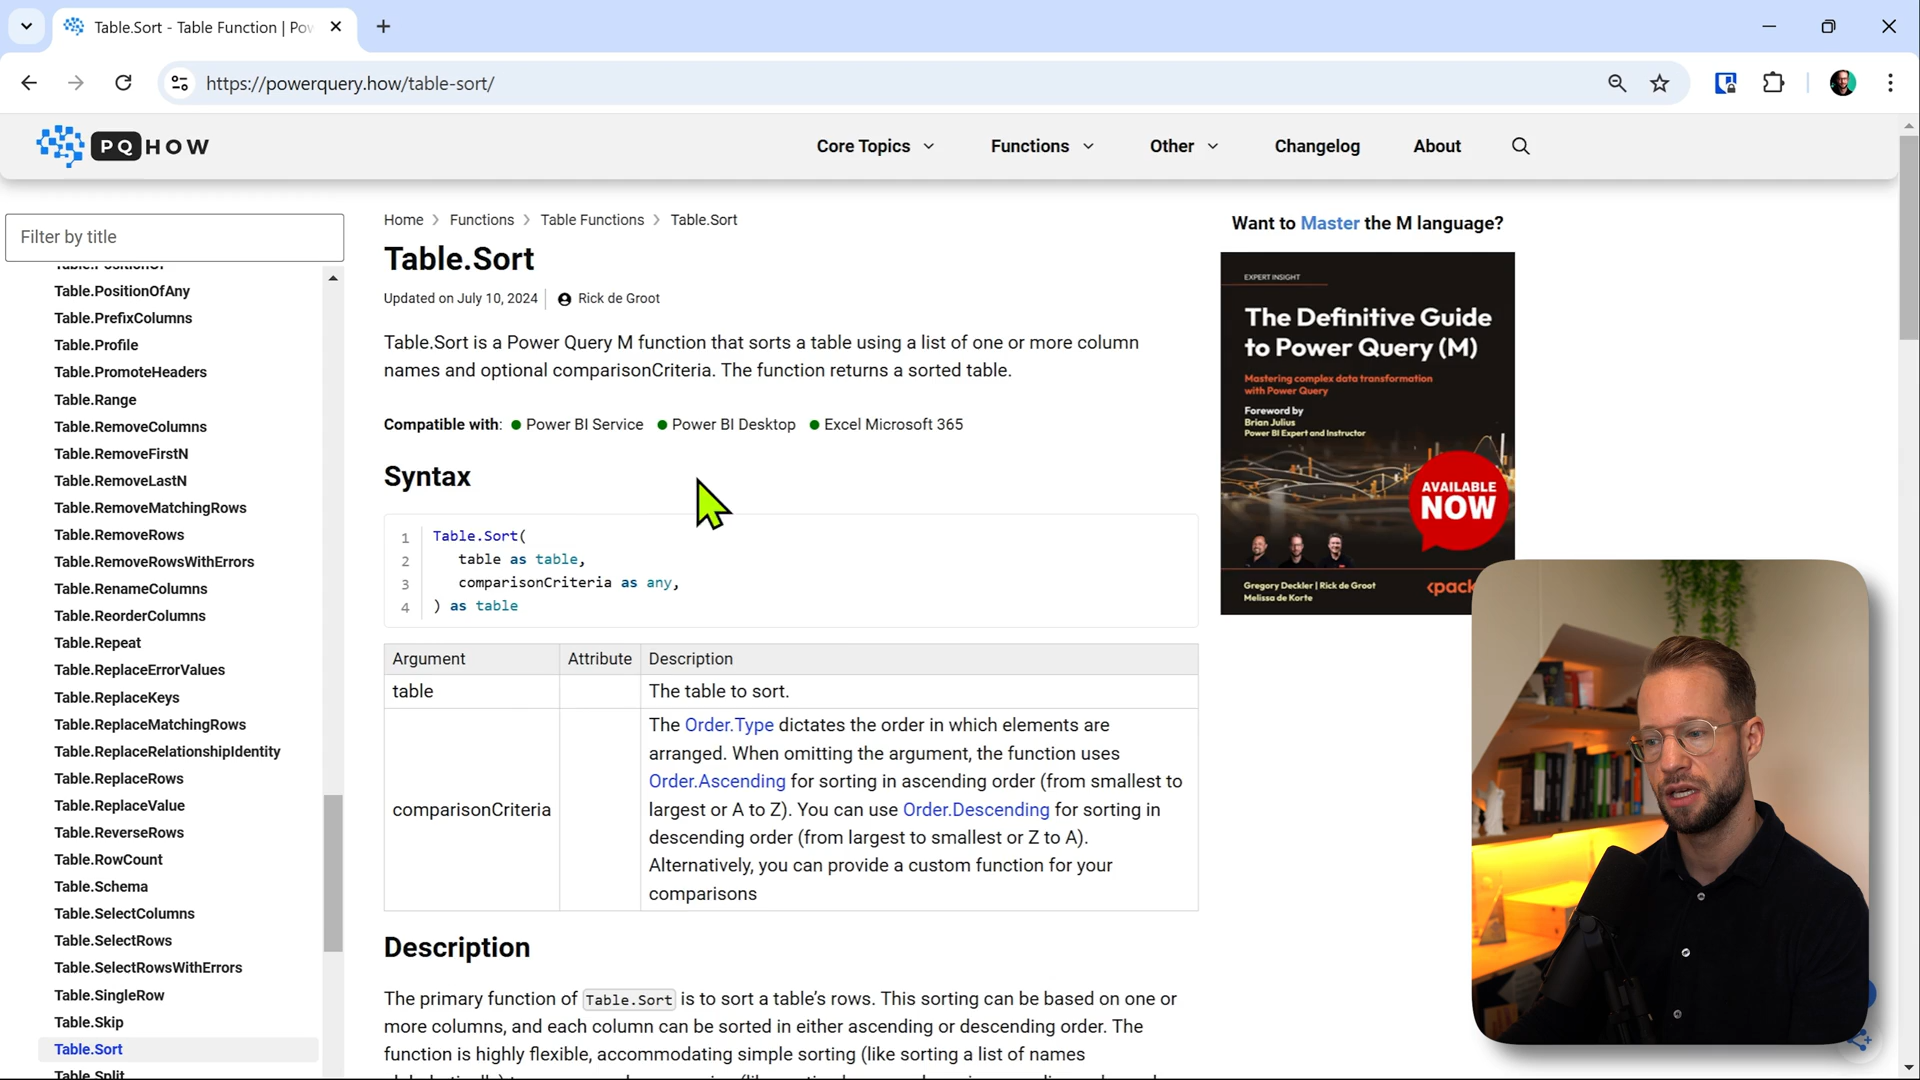 Table.Sort - Table Function | Pow
https://powerquery.how/table-sort/
PQ HOW
Core Topics
Functions
Other
Changelog
About
Filter by title
Table.PositionOf
Table.PositionOfAny
Table.PrefixColumns
Table.Profile
Table.PromoteHeaders
Table.Range
Table.RemoveColumns
Table.RemoveFirstN
Table.RemoveLastN
Table.RemoveMatchingRows
Table.RemoveRows
Table.RemoveRowsWithErrors
Table.RenameColumns
Table.ReorderColumns
Table.Repeat
Table.ReplaceErrorValues
Table.ReplaceKeys
Table.ReplaceMatchingRows
Table.ReplaceRelationshipIdentity
Table.ReplaceRows
Table.ReplaceValue
Table.ReverseRows
Table.RowCount
Table.Schema
Table.SelectColumns
Table.SelectRows
Table.SelectRowsWithErrors
Table.SingleRow
Table.Skip
Table.Sort
Table.Split
Home > Functions > Table Functions > Table.Sort
Table.Sort
Updated on July 10, 2024 Rick de Groot
Table.Sort is a Power Query M function that sorts a table using a list of one or more column
names and optional comparisonCriteria. The function returns a sorted table.
Compatible with: Power BI Service Power BI Desktop Excel Microsoft 365
Syntax
1 Table.Sort(
2 table as table,
3 comparisonCriteria as any,
4 ) as table
Argument Attribute Description
table The table to sort.
comparisonCriteria
The Order.Type dictates the order in which elements are
arranged. When omitting the argument, the function uses
Order.Ascending for sorting in ascending order (from smallest to
largest or A to Z). You can use Order.Descending for sorting in
descending order (from largest to smallest or Z to A).
Alternatively, you can provide a custom function for your
comparisons
Description
The primary function of Table.Sort is to sort a table's rows. This sorting can be based on one or
more columns, and each column can be sorted in either ascending or descending order. The
function is highly flexible, accommodating simple sorting (like sorting a list of names
Want to Master the M language?
EXPERT INSIGHT
The Definitive Guide
to Power Query (M)
Mastering complex data transformation
with Power Query
Foreword by
Brian Julius
Power BI Expert and Instructor
AVAILABLE
NOW
Gregory Deckler | Rick de Groot
Melissa de Korte
<pack